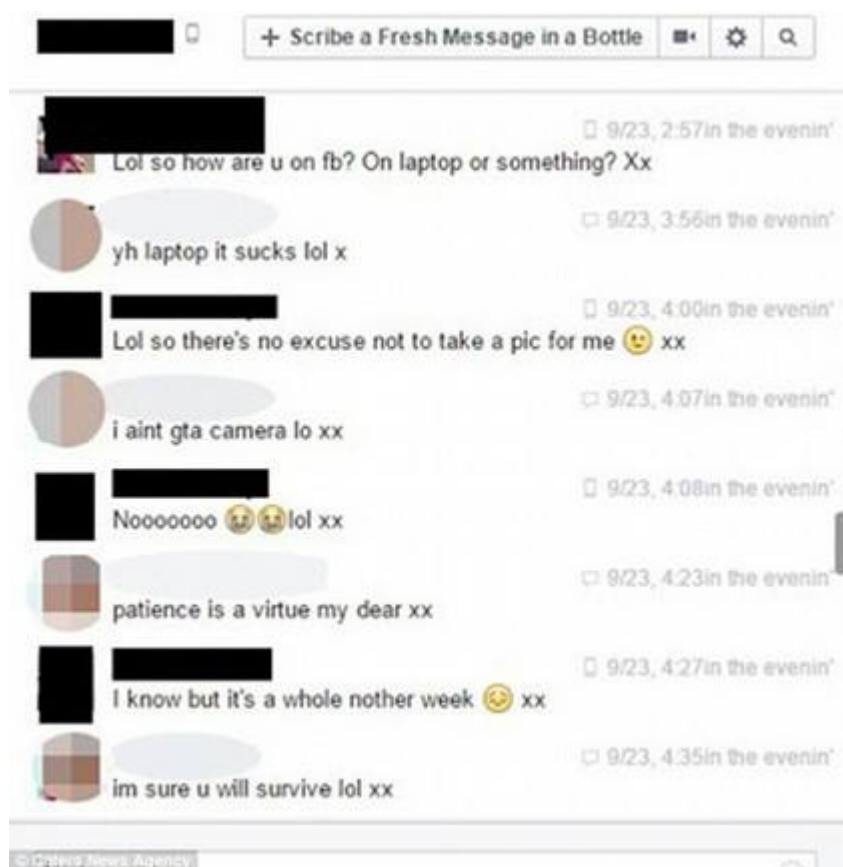 + Scribe a Fresh Message in a Bottle
9/23, 2:57in the evenin'
Lol so how are u on fb? On laptop or something? Xx
9/23, 3:56in the evenin'
yh laptop it sucks lol x
9/23, 4:00in the evenin'
Lol so there's no excuse not to take a pic for me 😉 xx
9/23, 4:07in the evenin'
i aint gta camera lo xx
9/23, 4:08in the evenin'
Nooooooo 😭😭lol xx
9/23, 4:23in the evenin'
patience is a virtue my dear xx
9/23, 4:27in the evenin'
I know but it's a whole nother week 😔 xx
9/23, 4:35in the evenin'
im sure u will survive lol xx
© Caters News Agency